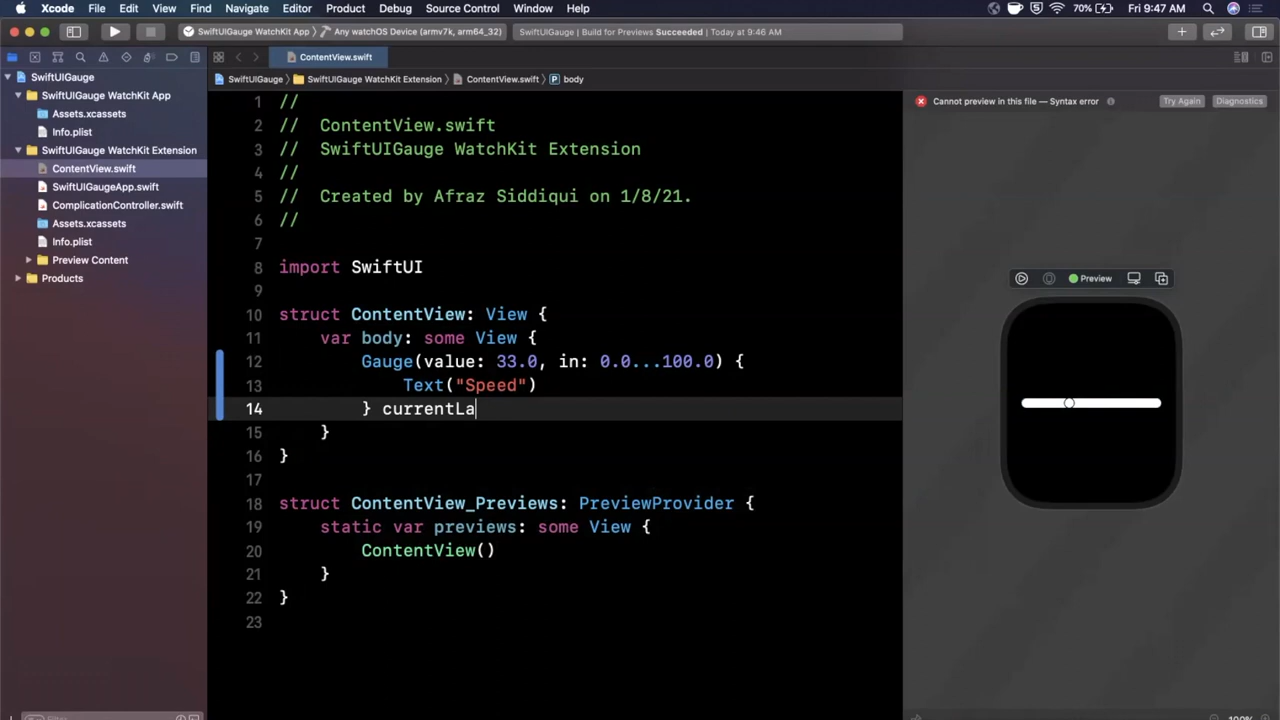 Xcode File Edit View Find Navigate Editor Product Debug Source Control Window Help 70% Fri 9:47 AM
SwiftUIGauge WatchKit App Any watchOS Device (armv7k, arm64_32) SwiftUIGauge | Build for Previews Succeeded | Today at 9:46 AM
ContentView.swift
SwiftUIGauge SwiftUIGauge WatchKit Extension ContentView.swift P body
SwiftUIGauge
SwiftUIGauge WatchKit App
Assets.xcassets
Info.plist
SwiftUIGauge WatchKit Extension
ContentView.swift
SwiftUIGaugeApp.swift
ComplicationController.swift
Assets.xcassets
Info.plist
Preview Content
Products
1 //
2 // ContentView.swift
3 // SwiftUIGauge WatchKit Extension
4 //
5 // Created by Afraz Siddiqui on 1/8/21.
6 //
7
8 import SwiftUI
9
10 struct ContentView: View {
11 var body: some View {
12 Gauge(value: 33.0, in: 0.0...100.0) {
13 Text("Speed")
14 } currentLa
15 }
16 }
17
18 struct ContentView_Previews: PreviewProvider {
19 static var previews: some View {
20 ContentView()
21 }
22 }
23
Cannot preview in this file — Syntax error Try Again Diagnostics
Preview